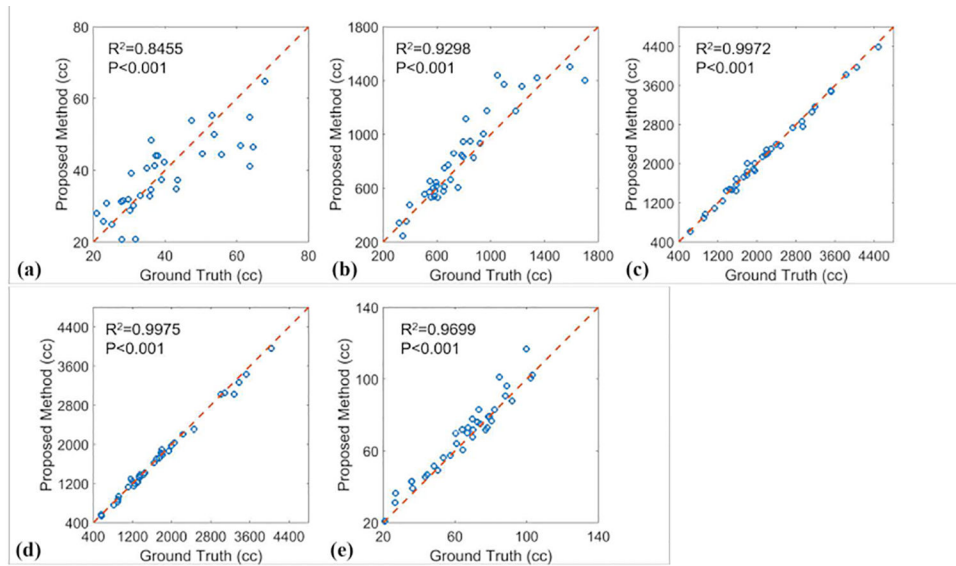 80
60
40
20
20 40 60 80
R²=0.8455
P<0.001
Proposed Method (cc)
Ground Truth (cc)
(a)
1800
1400
1000
600
200
200 600 1000 1400 1800
R²=0.9298
P<0.001
Proposed Method (cc)
Ground Truth (cc)
(b)
4400
3600
2800
2000
1200
400
400 1200 2000 2800 3600 4400
R²=0.9972
P<0.001
Proposed Method (cc)
Ground Truth (cc)
(c)
4400
3600
2800
2000
1200
400
400 1200 2000 2800 3600 4400
R²=0.9975
P<0.001
Proposed Method (cc)
Ground Truth (cc)
(d)
140
100
60
20
20 60 100 140
R²=0.9699
P<0.001
Proposed Method (cc)
Ground Truth (cc)
(e)